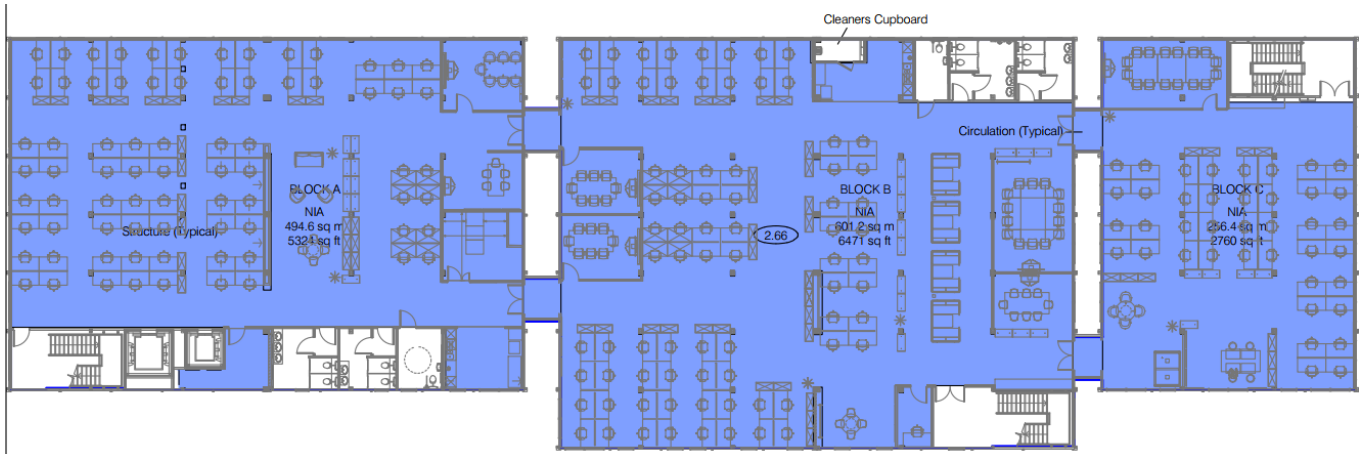 Cleaners Cupboard
Circulation (Typical)
BLOCK A
NIA
494.6 sq m
5324 sq ft
Structure (Typical)
2.66
BLOCK B
NIA
601.2 sq m
6471 sq ft
BLOCK C
NIA
256.4 sq m
2760 sq ft